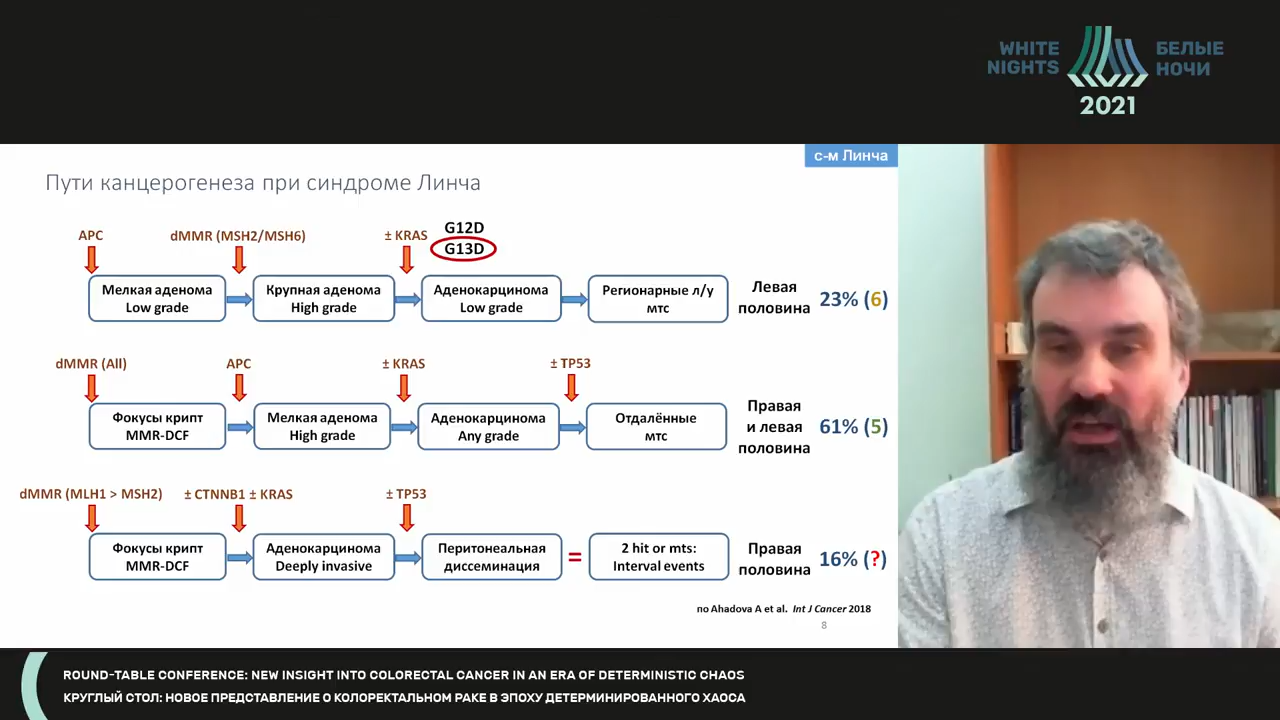 WHITE NIGHTS
БЕЛЫЕ НОЧИ
2021
с-м Линча
Пути канцерогенеза при синдроме Линча
APC
dMMR (MSH2/MSH6)
± KRAS
G12D
G13D
Мелкая аденома
Low grade
Крупная аденома
High grade
Аденокарцинома
Low grade
Регионарные л/у
мтс
Левая
половина
23% (6)
dMMR (All)
APC
± KRAS
± TP53
Фокусы крипт
MMR-DCF
Мелкая аденома
High grade
Аденокарцинома
Any grade
Отдалённые
мтс
Правая
и левая
половина
61% (5)
dMMR (MLH1 > MSH2)
± CTNNB1 ± KRAS
± TP53
Фокусы крипт
MMR-DCF
Аденокарцинома
Deeply invasive
Перитонеальная
диссеминация
=
2 hit or mts:
Interval events
Правая
половина
16% (?)
по Ahadova A et al. Int J Cancer 2018
8
ROUND-TABLE CONFERENCE: NEW INSIGHT INTO COLORECTAL CANCER IN AN ERA OF DETERMINISTIC CHAOS
КРУГЛЫЙ СТОЛ: НОВОЕ ПРЕДСТАВЛЕНИЕ О КОЛОРЕКТАЛЬНОМ РАКЕ В ЭПОХУ ДЕТЕРМИНИРОВАННОГО ХАОСА